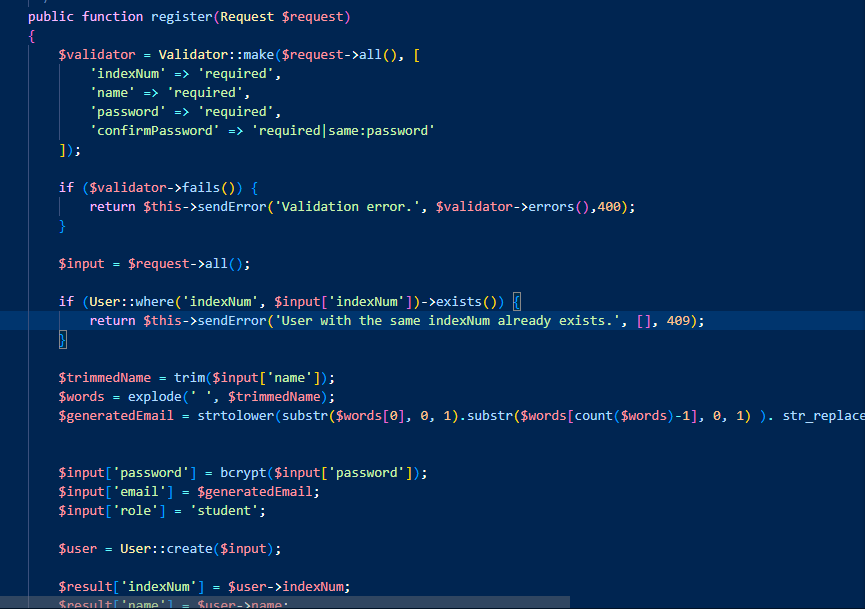 public function register(Request $request)
{
    $validator = Validator::make($request->all(), [
        'indexNum' => 'required',
        'name' => 'required',
        'password' => 'required',
        'confirmPassword' => 'required|same:password'
    ]);
    if ($validator->fails()) {
        return $this->sendError('Validation error.', $validator->errors(),400);
    }
    $input = $request->all();
    if (User::where('indexNum', $input['indexNum'])->exists()) {
        return $this->sendError('User with the same indexNum already exists.', [], 409);
    }
    $trimmedName = trim($input['name']);
    $words = explode(' ', $trimmedName);
    $generatedEmail = strtolower(substr($words[0], 0, 1).substr($words[count($words)-1], 0, 1) ). str_replace
    $input['password'] = bcrypt($input['password']);
    $input['email'] = $generatedEmail;
    $input['role'] = 'student';
    $user = User::create($input);
    $result['indexNum'] = $user->indexNum;
    $result['name'] = $user->name;